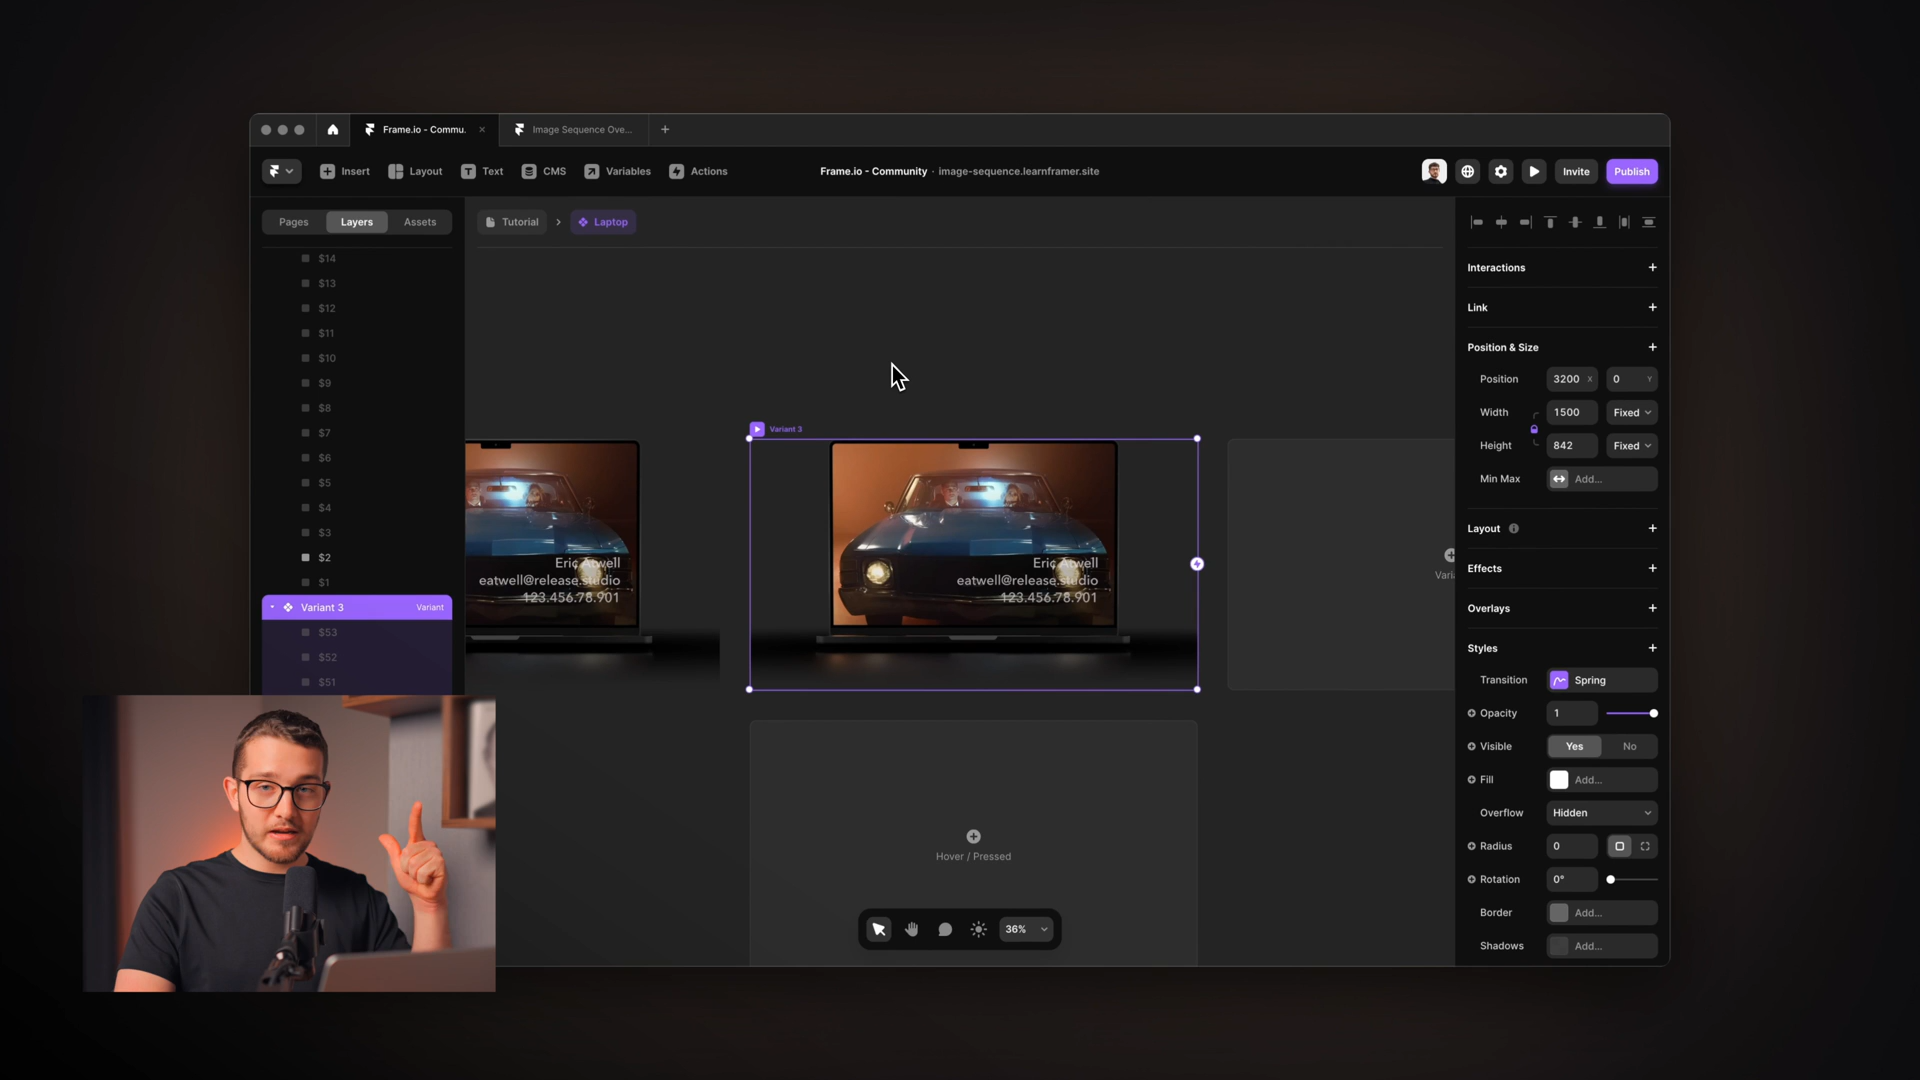 Frame.io - Commu.
Image Sequence Ove...
Insert
Layout
Text
CMS
Variables
Actions
Frame.io - Community · image-sequence.learnframer.site
Invite
Publish
Pages
Layers
Assets
Tutorial
Laptop
$14
$13
$12
$11
$10
$9
$8
$7
$6
$5
$4
$3
$2
$1
Variant 3
Variant
$53
$52
$51
Eric Atwell
eatwell@release.studio
123.456.78.901
Variant 3
Eric Atwell
eatwell@release.studio
123.456.78.901
Varia
Hover / Pressed
36%
Interactions
Link
Position & Size
Position 3200 X 0 Y
Width 1500 Fixed
Height 842 Fixed
Min Max Add...
Layout
Effects
Overlays
Styles
Transition Spring
Opacity 1
Visible Yes No
Fill Add...
Overflow Hidden
Radius 0
Rotation 0°
Border Add...
Shadows Add...